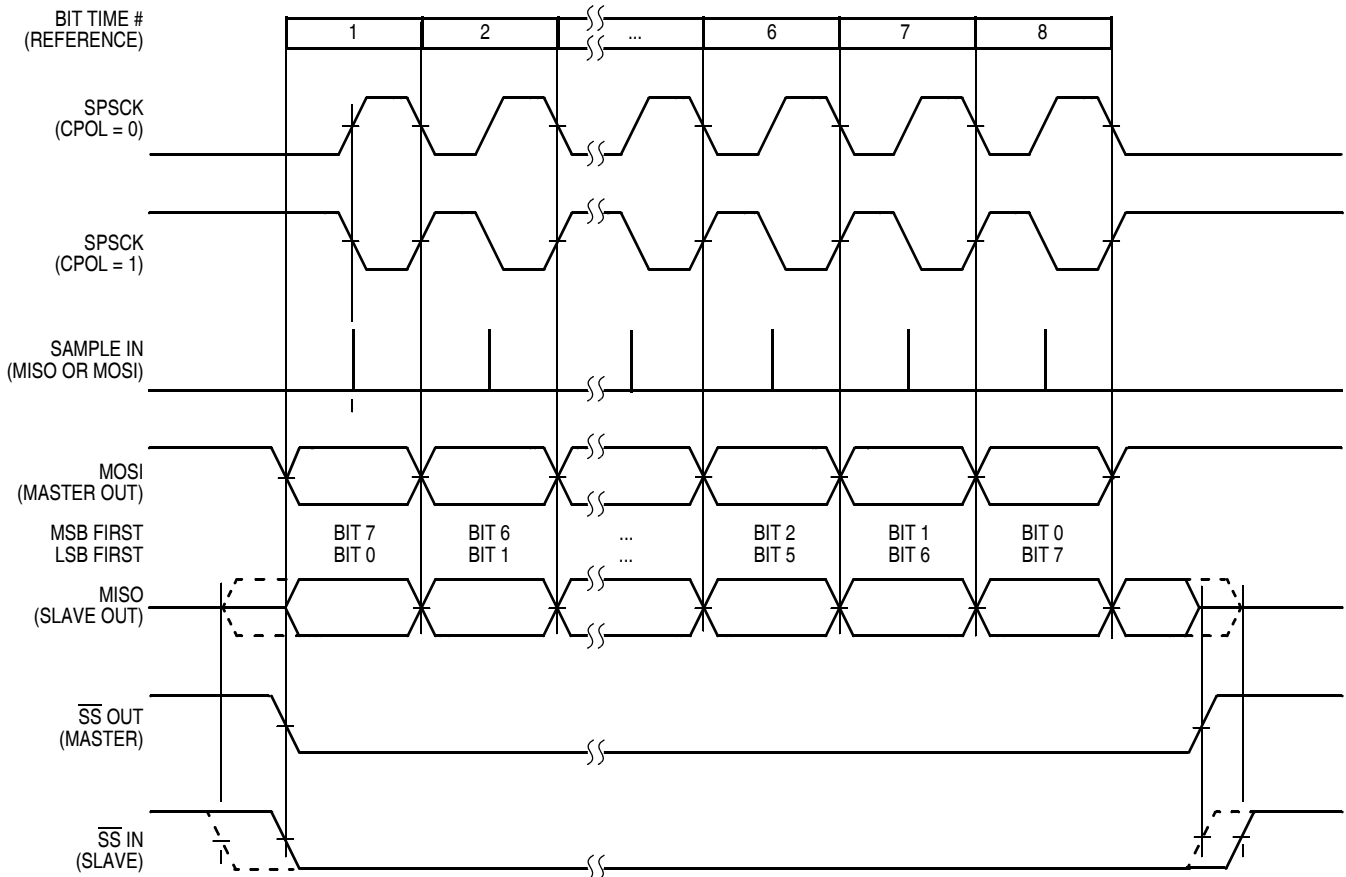 BIT TIME #
(REFERENCE)
1 2 ... 6 7 8
SPSCK
(CPOL = 0)
SPSCK
(CPOL = 1)
SAMPLE IN
(MISO OR MOSI)
MOSI
(MASTER OUT)
MSB FIRST BIT 7 BIT 6 ... BIT 2 BIT 1 BIT 0
LSB FIRST BIT 0 BIT 1 ... BIT 5 BIT 6 BIT 7
MISO
(SLAVE OUT)
S̅S̅ OUT
(MASTER)
S̅S̅ IN
(SLAVE)